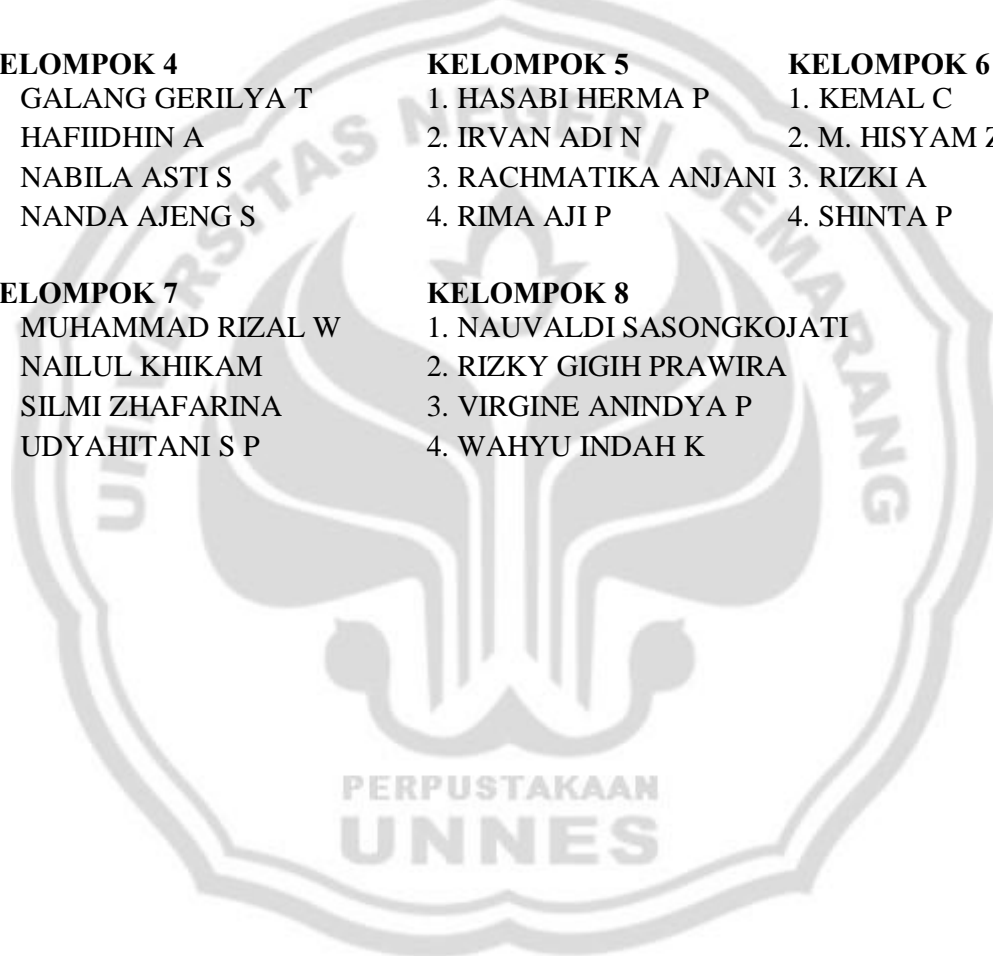 ELOMPOK 4 KELOMPOK 5 KELOMPOK 6
GALANG GERILYA T 1. HASABI HERMA P 1. KEMAL C
HAFIIDHIN A 2. IRVAN ADI N 2. M. HISYAM Z
NABILA ASTI S 3. RACHMATIKA ANJANI 3. RIZKI A
NANDA AJENG S 4. RIMA AJI P 4. SHINTA P
ELOMPOK 7 KELOMPOK 8
MUHAMMAD RIZAL W 1. NAUVALDI SASONGKOJATI
NAILUL KHIKAM 2. RIZKY GIGIH PRAWIRA
SILMI ZHAFARINA 3. VIRGINE ANINDYA P
UDYAHITANI S P 4. WAHYU INDAH K
UNIVERSITAS NEGERI SEMARANG
PERPUSTAKAAN
UNNES